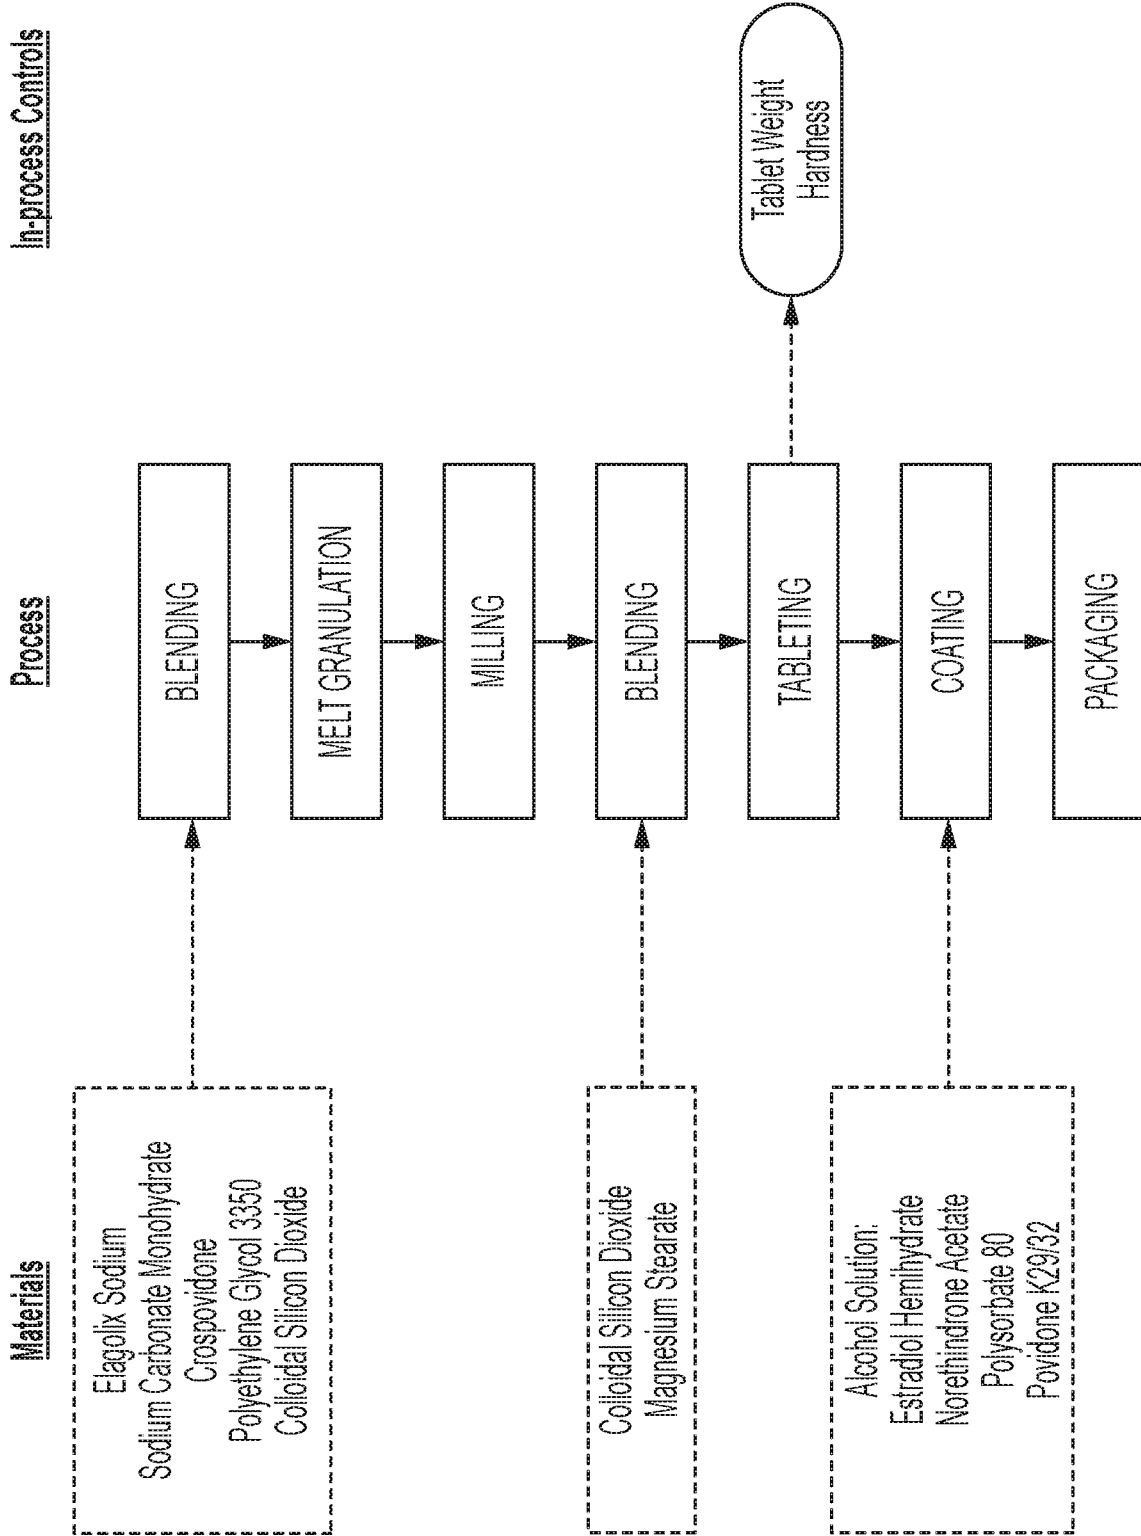 Materials
Process
In-process Controls
Elagolix Sodium
Sodium Carbonate Monohydrate
Crospovidone
Polyethylene Glycol 3350
Colloidal Silicon Dioxide
BLENDING
MELT GRANULATION
MILLING
Colloidal Silicon Dioxide
Magnesium Stearate
BLENDING
TABLETING
Tablet Weight
Hardness
Alcohol Solution:
Estradiol Hemihydrate
Norethindrone Acetate
Polysorbate 80
Povidone K29/32
COATING
PACKAGING